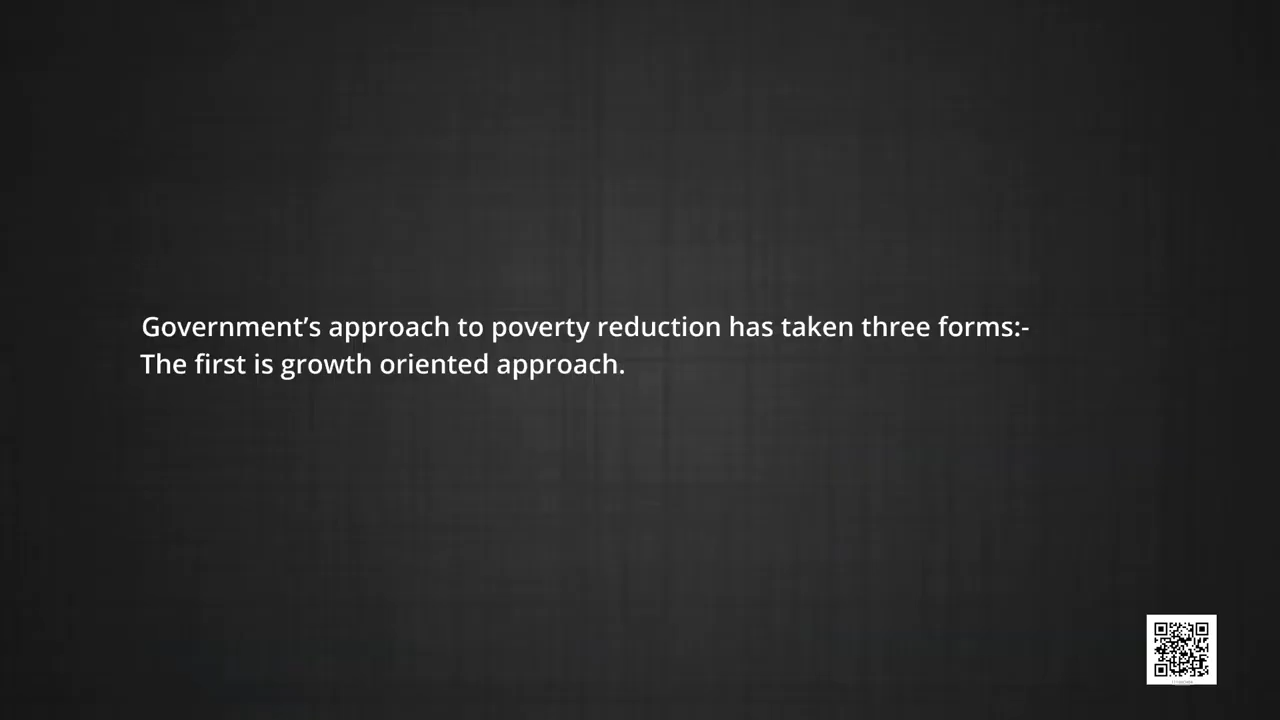 Government’s approach to poverty reduction has taken three forms:-
The first is growth oriented approach.